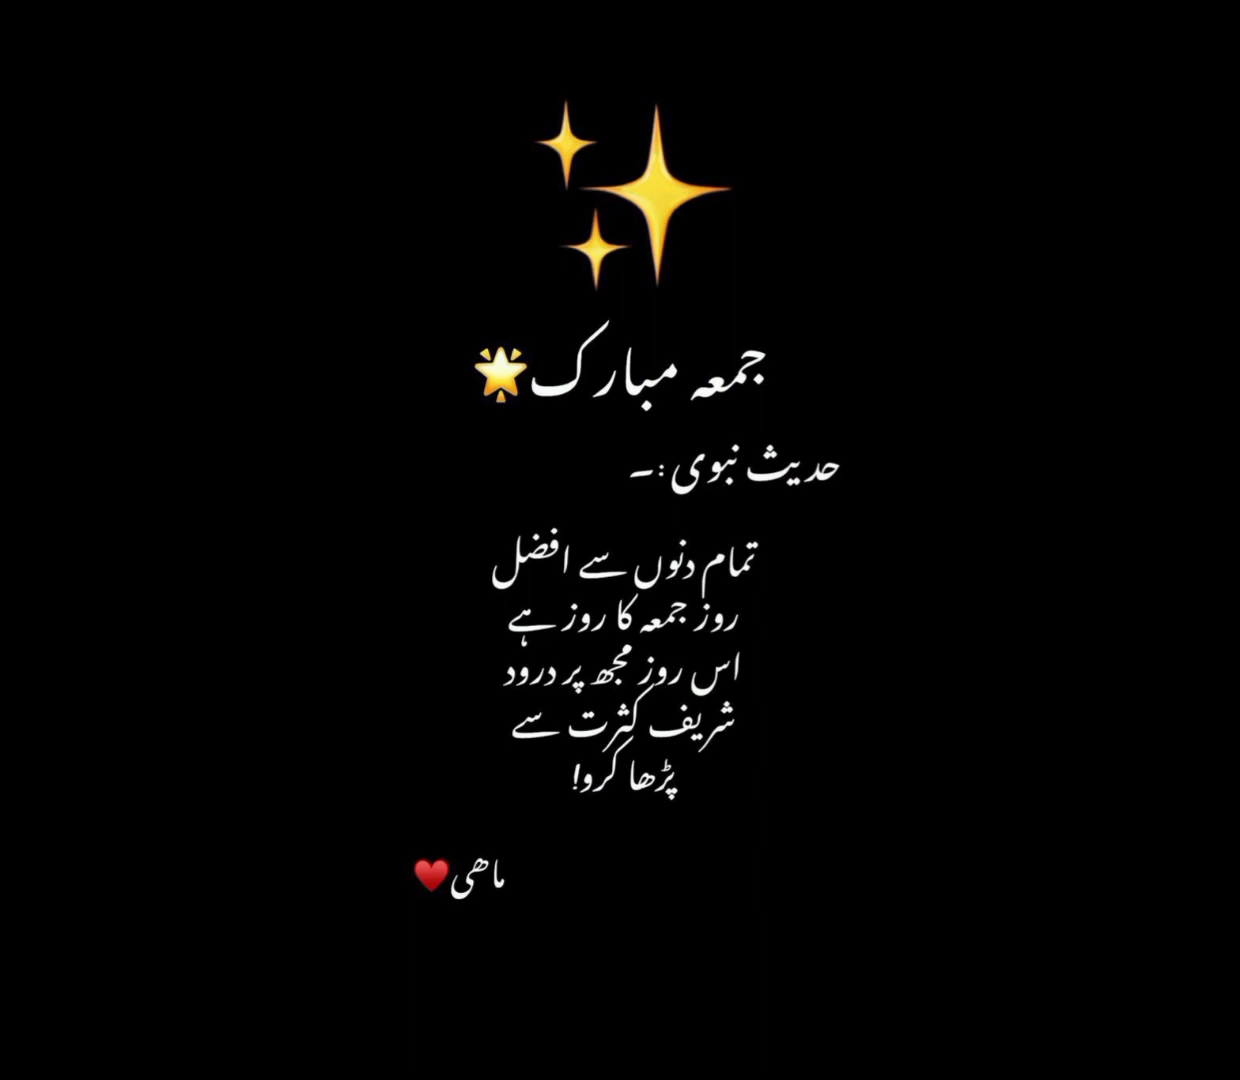 جمعہ مبارک🌟
حدیث نبوی :۔
تمام دنوں سے افضل
روز جمعہ کا روز ہے
اس روز مجھ پر درود
شریف کثرت سے
پڑھا کرو!
ماھی♥️